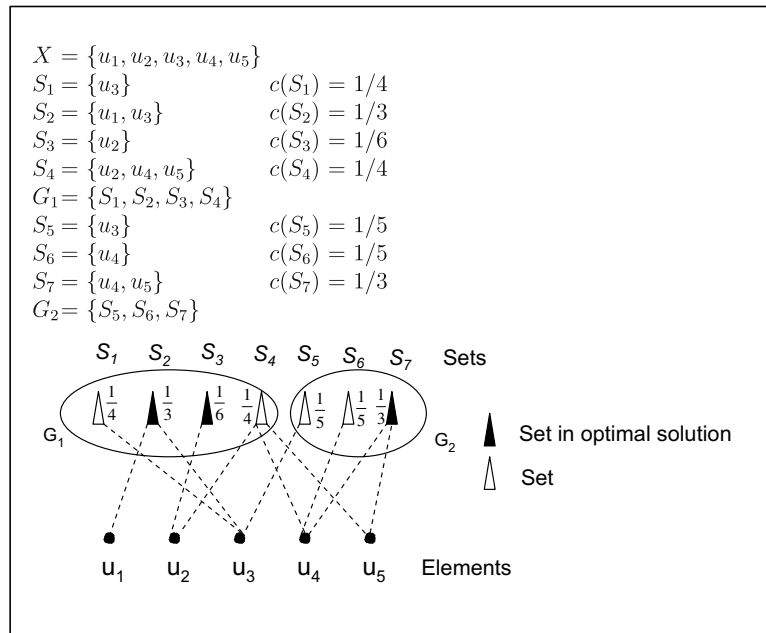 X = {u₁, u₂, u₃, u₄, u₅}
S₁ = {u₃} c(S₁) = 1/4
S₂ = {u₁, u₃} c(S₂) = 1/3
S₃ = {u₂} c(S₃) = 1/6
S₄ = {u₂, u₄, u₅} c(S₄) = 1/4
G₁ = {S₁, S₂, S₃, S₄}
S₅ = {u₃} c(S₅) = 1/5
S₆ = {u₄} c(S₆) = 1/5
S₇ = {u₄, u₅} c(S₇) = 1/3
G₂ = {S₅, S₆, S₇}
S₁ S₂ S₃ S₄ S₅ S₆ S₇ Sets
1/4 1/3 1/6 1/4 1/5 1/5 1/3
G₁ G₂
Set in optimal solution
Set
u₁ u₂ u₃ u₄ u₅ Elements